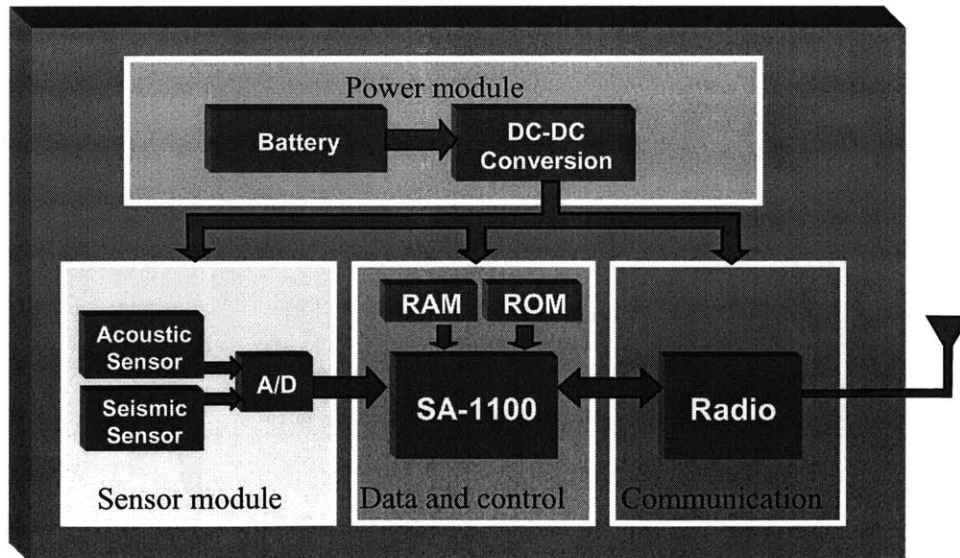 Power module
Battery
DC-DC
Conversion
RAM
ROM
Acoustic
Sensor
A/D
Seismic
Sensor
SA-1100
Radio
Sensor module
Data and control
Communication